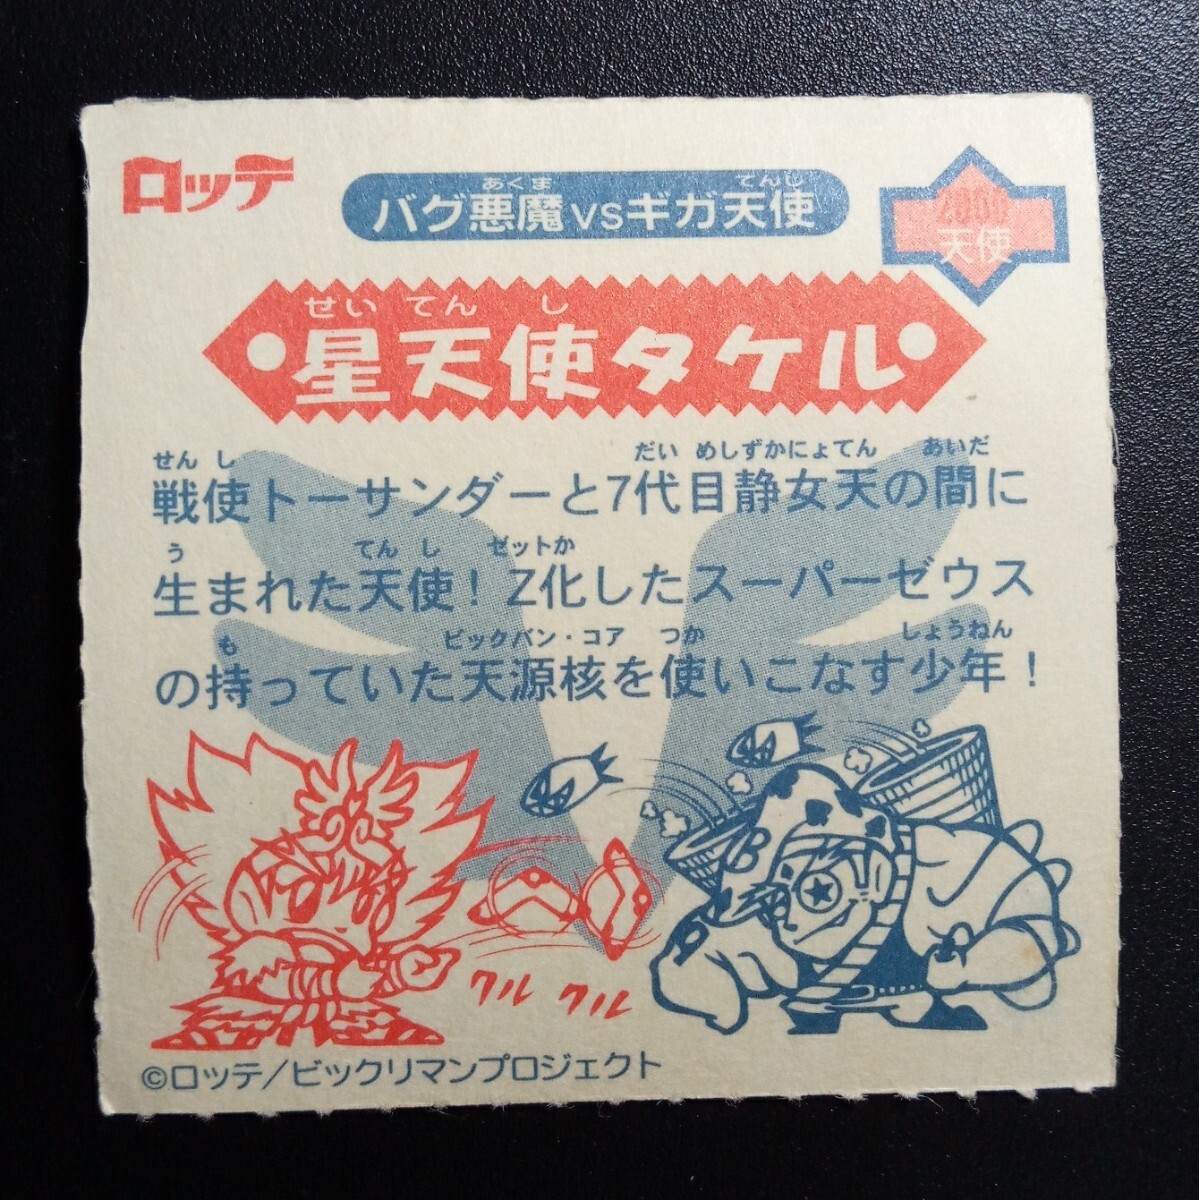 ロッテ
バグ悪魔vsギガ天使
あくま てんし
2000
天使
せいてんし
星天使タケル
せんし だい めしずかにょてん あいだ
戦使トーサンダーと7代目静女天の間に
う てんし ゼットか
生まれた天使！Z化したスーパーゼウス
も ビックバン・コア つか しょうねん
の持っていた天源核を使いこなす少年！
クルクル
©ロッテ/ビックリマンプロジェクト